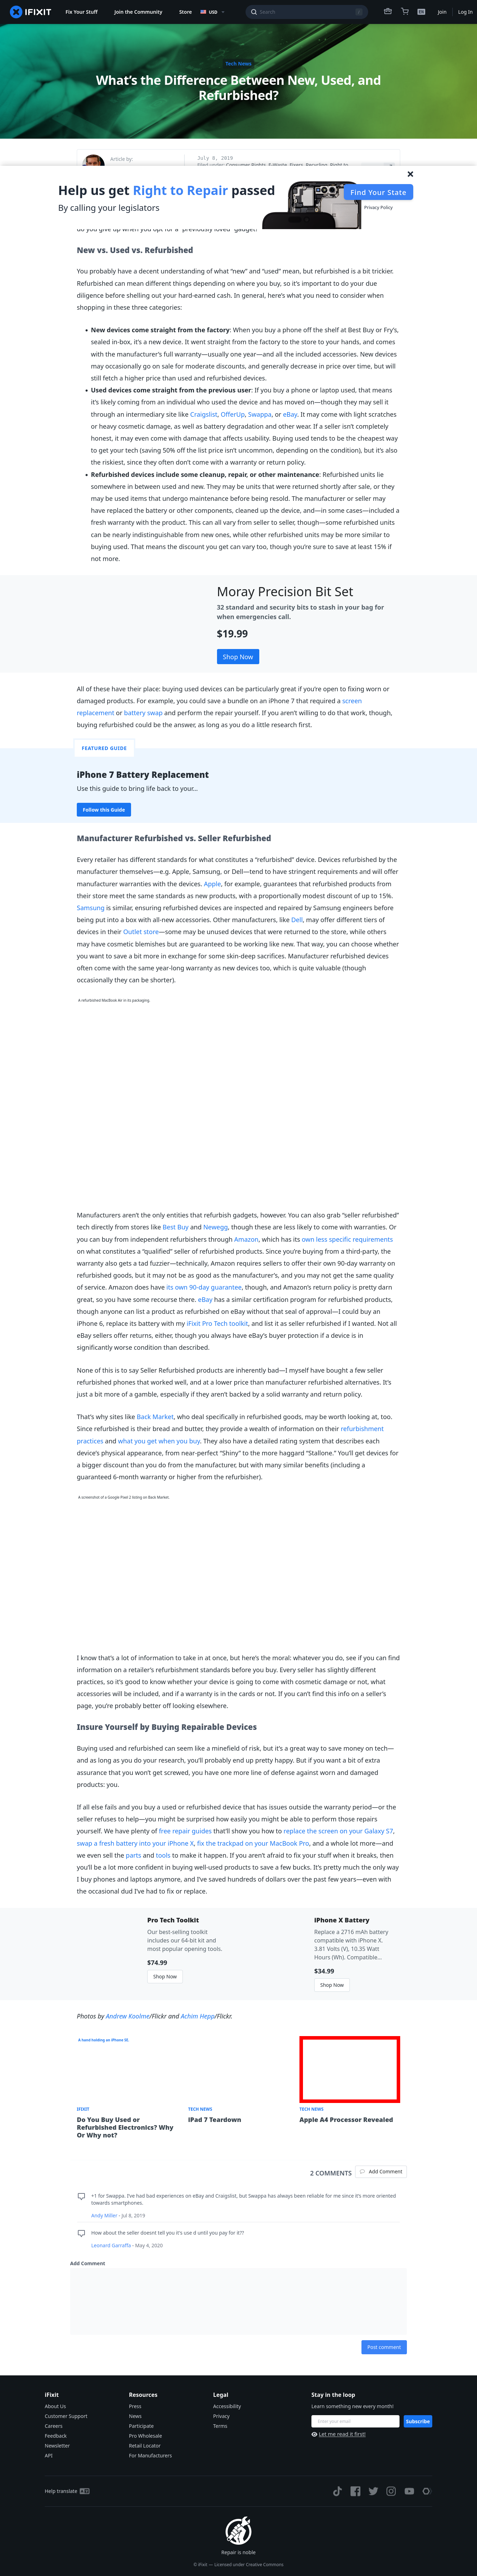 IFIXIT
Fix Your Stuff
Join the Community
Store
USD
Search
/
Join
Log In
Tech News
What's the Difference Between New, Used, and
Refurbished?
Article by:
July 8, 2019
Help us get Right to Repair passed
By calling your legislators
Find Your State
Privacy Policy
New vs. Used vs. Refurbished
You probably have a decent understanding of what “new” and “used” mean, but refurbished is a bit trickier.
Refurbished can mean different things depending on where you buy, so it's important to do your due
diligence before shelling out your hard-earned cash. In general, here's what you need to consider when
shopping in these three categories:
• New devices come straight from the factory: When you buy a phone off the shelf at Best Buy or Fry's,
sealed in-box, it's a new device. It went straight from the factory to the store to your hands, and comes
with the manufacturer's full warranty—usually one year—and all the included accessories. New devices
may occasionally go on sale for moderate discounts, and generally decrease in price over time, but will
still fetch a higher price than used and refurbished devices.
• Used devices come straight from the previous user: If you buy a phone or laptop used, that means
it's likely coming from an individual who used the device and has moved on—though they may sell it
through an intermediary site like Craigslist, OfferUp, Swappa, or eBay. It may come with light scratches
or heavy cosmetic damage, as well as battery degradation and other wear. If a seller isn't completely
honest, it may even come with damage that affects usability. Buying used tends to be the cheapest way
to get your tech (saving 50% off the list price isn't uncommon, depending on the condition), but it's also
the riskiest, since they often don't come with a warranty or return policy.
• Refurbished devices include some cleanup, repair, or other maintenance: Refurbished units lie
somewhere in between used and new. They may be units that were returned shortly after sale, or they
may be used items that undergo maintenance before being resold. The manufacturer or seller may
have replaced the battery or other components, cleaned up the device, and—in some cases—included a
fresh warranty with the product. This can all vary from seller to seller, though—some refurbished units
can be nearly indistinguishable from new ones, while other refurbished units may be more similar to
buying used. That means the discount you get can vary too, though you're sure to save at least 15% if
not more.
Moray Precision Bit Set
32 standard and security bits to stash in your bag for
when emergencies call.
$19.99
Shop Now
All of these have their place: buying used devices can be particularly great if you're open to fixing worn or
damaged products. For example, you could save a bundle on an iPhone 7 that required a screen
replacement or battery swap and perform the repair yourself. If you aren't willing to do that work, though,
buying refurbished could be the answer, as long as you do a little research first.
FEATURED GUIDE
iPhone 7 Battery Replacement
Use this guide to bring life back to your...
Follow this Guide
Manufacturer Refurbished vs. Seller Refurbished
Every retailer has different standards for what constitutes a “refurbished” device. Devices refurbished by the
manufacturer themselves—e.g. Apple, Samsung, or Dell—tend to have stringent requirements and will offer
manufacturer warranties with the devices. Apple, for example, guarantees that refurbished products from
their store meet the same standards as new products, with a proportionally modest discount of up to 15%.
Samsung is similar, ensuring refurbished devices are inspected and repaired by Samsung engineers before
being put into a box with all-new accessories. Other manufacturers, like Dell, may offer different tiers of
devices in their Outlet store—some may be unused devices that were returned to the store, while others
may have cosmetic blemishes but are guaranteed to be working like new. That way, you can choose whether
you want to save a bit more in exchange for some skin-deep sacrifices. Manufacturer refurbished devices
often come with the same year-long warranty as new devices too, which is quite valuable (though
occasionally they can be shorter).
A refurbished MacBook Air in its packaging
Manufacturers aren't the only entities that refurbish gadgets, however. You can also grab “seller refurbished”
tech directly from stores like Best Buy and Newegg, though these are less likely to come with warranties. Or
you can buy from independent refurbishers through Amazon, which has its own less specific requirements
on what constitutes a “qualified” seller of refurbished products. Since you're buying from a third-party, the
warranty also gets a tad fuzzier—technically, Amazon requires sellers to offer their own 90-day warranty on
refurbished goods, but it may not be as good as the manufacturer's, and you may not get the same quality
of service. Amazon does have its own 90-day guarantee, though, and Amazon's return policy is pretty darn
great, so you have some recourse there. eBay has a similar certification program for refurbished products,
though anyone can list a product as refurbished on eBay without that seal of approval—I could buy an
iPhone 6, replace its battery with my iFixit Pro Tech toolkit, and list it as seller refurbished if I wanted. Not all
eBay sellers offer returns, either, though you always have eBay's buyer protection if a device is in
significantly worse condition than described.
None of this is to say Seller Refurbished products are inherently bad—I myself have bought a few seller
refurbished phones that worked well, and at a lower price than manufacturer refurbished alternatives. It's
just a bit more of a gamble, especially if they aren't backed by a solid warranty and return policy.
That's why sites like Back Market, who deal specifically in refurbished goods, may be worth looking at, too.
Since refurbished is their bread and butter, they provide a wealth of information on their refurbishment
practices and what you get when you buy. They also have a detailed rating system that describes each
device's physical appearance, from near-perfect “Shiny” to the more haggard “Stallone.” You'll get devices for
a bigger discount than you do from the manufacturer, but with many similar benefits (including a
guaranteed 6-month warranty or higher from the refurbisher).
A screenshot of a Google Pixel 2 listing on Back Market.
I know that's a lot of information to take in at once, but here's the moral: whatever you do, see if you can find
information on a retailer's refurbished standards before you buy. Every seller has slightly different
practices, so it's good to know whether your device is going to come with cosmetic damage or not, what
accessories will be included, and if a warranty is in the cards or not. If you can't find this info on a seller's
page, you're probably better off looking elsewhere.
Insure Yourself by Buying Repairable Devices
Buying used and refurbished can seem like a minefield of risk, but it's a great way to save money on tech—
and as long as you do your research, you'll probably end up pretty happy. But if you want a bit of extra
assurance that you won't get screwed, you have one more line of defense against worn and damaged
products: you.
If all else fails and you buy a used or refurbished device that has issues outside the warranty period—or the
seller refuses to help—you might be surprised how easily you might be able to perform those repairs
yourself. We have plenty of free repair guides that'll show you how to replace the screen on your Galaxy S7,
swap a fresh battery into your iPhone X, fix the trackpad on your MacBook Pro, and a whole lot more—and
we even sell the parts and tools to make it happen. If you aren't afraid to fix your stuff when it breaks, then
you'll be a lot more confident in buying well-used products to save a few bucks. It's pretty much the only way
I buy phones and laptops anymore, and I've saved hundreds of dollars over the past few years—even with
the occasional dud I've had to fix or replace.
Pro Tech Toolkit
Our best-selling toolkit
includes our 64-bit kit and
most popular opening tools.
$74.99
Shop Now
iPhone X Battery
Replace a 2716 mAh battery
compatible with iPhone X.
3.81 Volts (V), 10.35 Watt
Hours (Wh). Compatible...
$34.99
Shop Now
Photos by Andrew Koolme/Flickr and Achim Hepp/Flickr.
A hand holding an iPhone SE.
IFIXIT
Do You Buy Used or
Refurbished Electronics? Why
Or Why not?
TECH NEWS
iPad 7 Teardown
TECH NEWS
Apple A4 Processor Revealed
2 COMMENTS
Add Comment
+1 for Swappa. I've had bad experiences on eBay and Craigslist, but Swappa has always been reliable for me since it's more oriented
towards smartphones.
Andy Miller - Jul 8, 2019
How about the seller doesnt tell you it's use d until you pay for it??
Leonard Garraffa - May 4, 2020
Add Comment
Post comment
iFixit
About Us
Customer Support
Careers
Feedback
Newsletter
API
Resources
Press
News
Participate
Pro Wholesale
Retail Locator
For Manufacturers
Legal
Accessibility
Privacy
Terms
Stay in the loop
Learn something new every month!
Enter your email
Subscribe
Let me read it first!
Help translate
Repair is noble
© iFixit — Licensed under Creative Commons